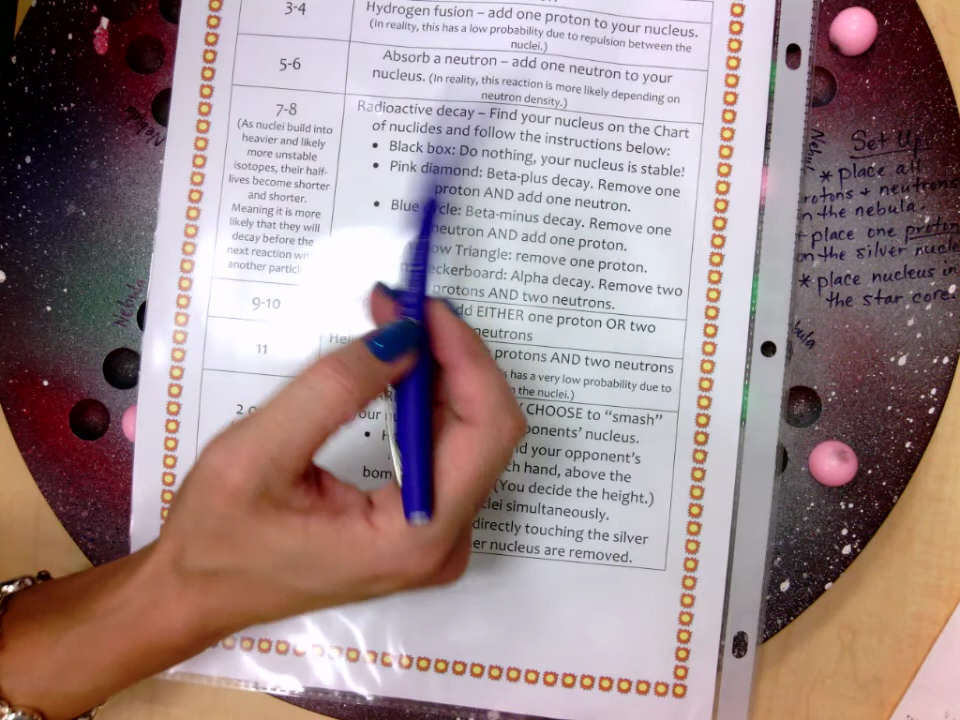 3-4
Hydrogen fusion – add one proton to your nucleus.
(In reality, this has a low probability due to repulsion between the
nuclei.)
5-6
Absorb a neutron – add one neutron to your
nucleus. (In reality, this reaction is more likely depending on
neutron density.)
7-8
(As nuclei build into
heavier and likely
more unstable
isotopes, their half-
lives become shorter
and shorter.
Meaning it is more
likely that they will
decay before the
next reaction
another
Radioactive decay – Find your nucleus on the Chart
of nuclides and follow the instructions below:
• Black box: Do nothing, your nucleus is stable!
• Pink diamond: Beta-plus decay. Remove one
proton AND add one neutron.
• Blue Beta-minus decay. Remove one
neutron AND add one proton.
Triangle: remove one proton.
Alpha decay. Remove two
protons AND two neutrons.
9-10
EITHER one proton OR two
neutrons
11
protons AND two neutrons
has a very low probability due to
the nuclei.)
2
CHOOSE to "smash"
nucleus.
your opponent's
hand, above the
(You decide the height.)
simultaneously.
directly touching the silver
nucleus are removed.
Set Up
* place all
+ neutrons
the nebula.
place one proton
on the silver
* place nucleus in
the star core.